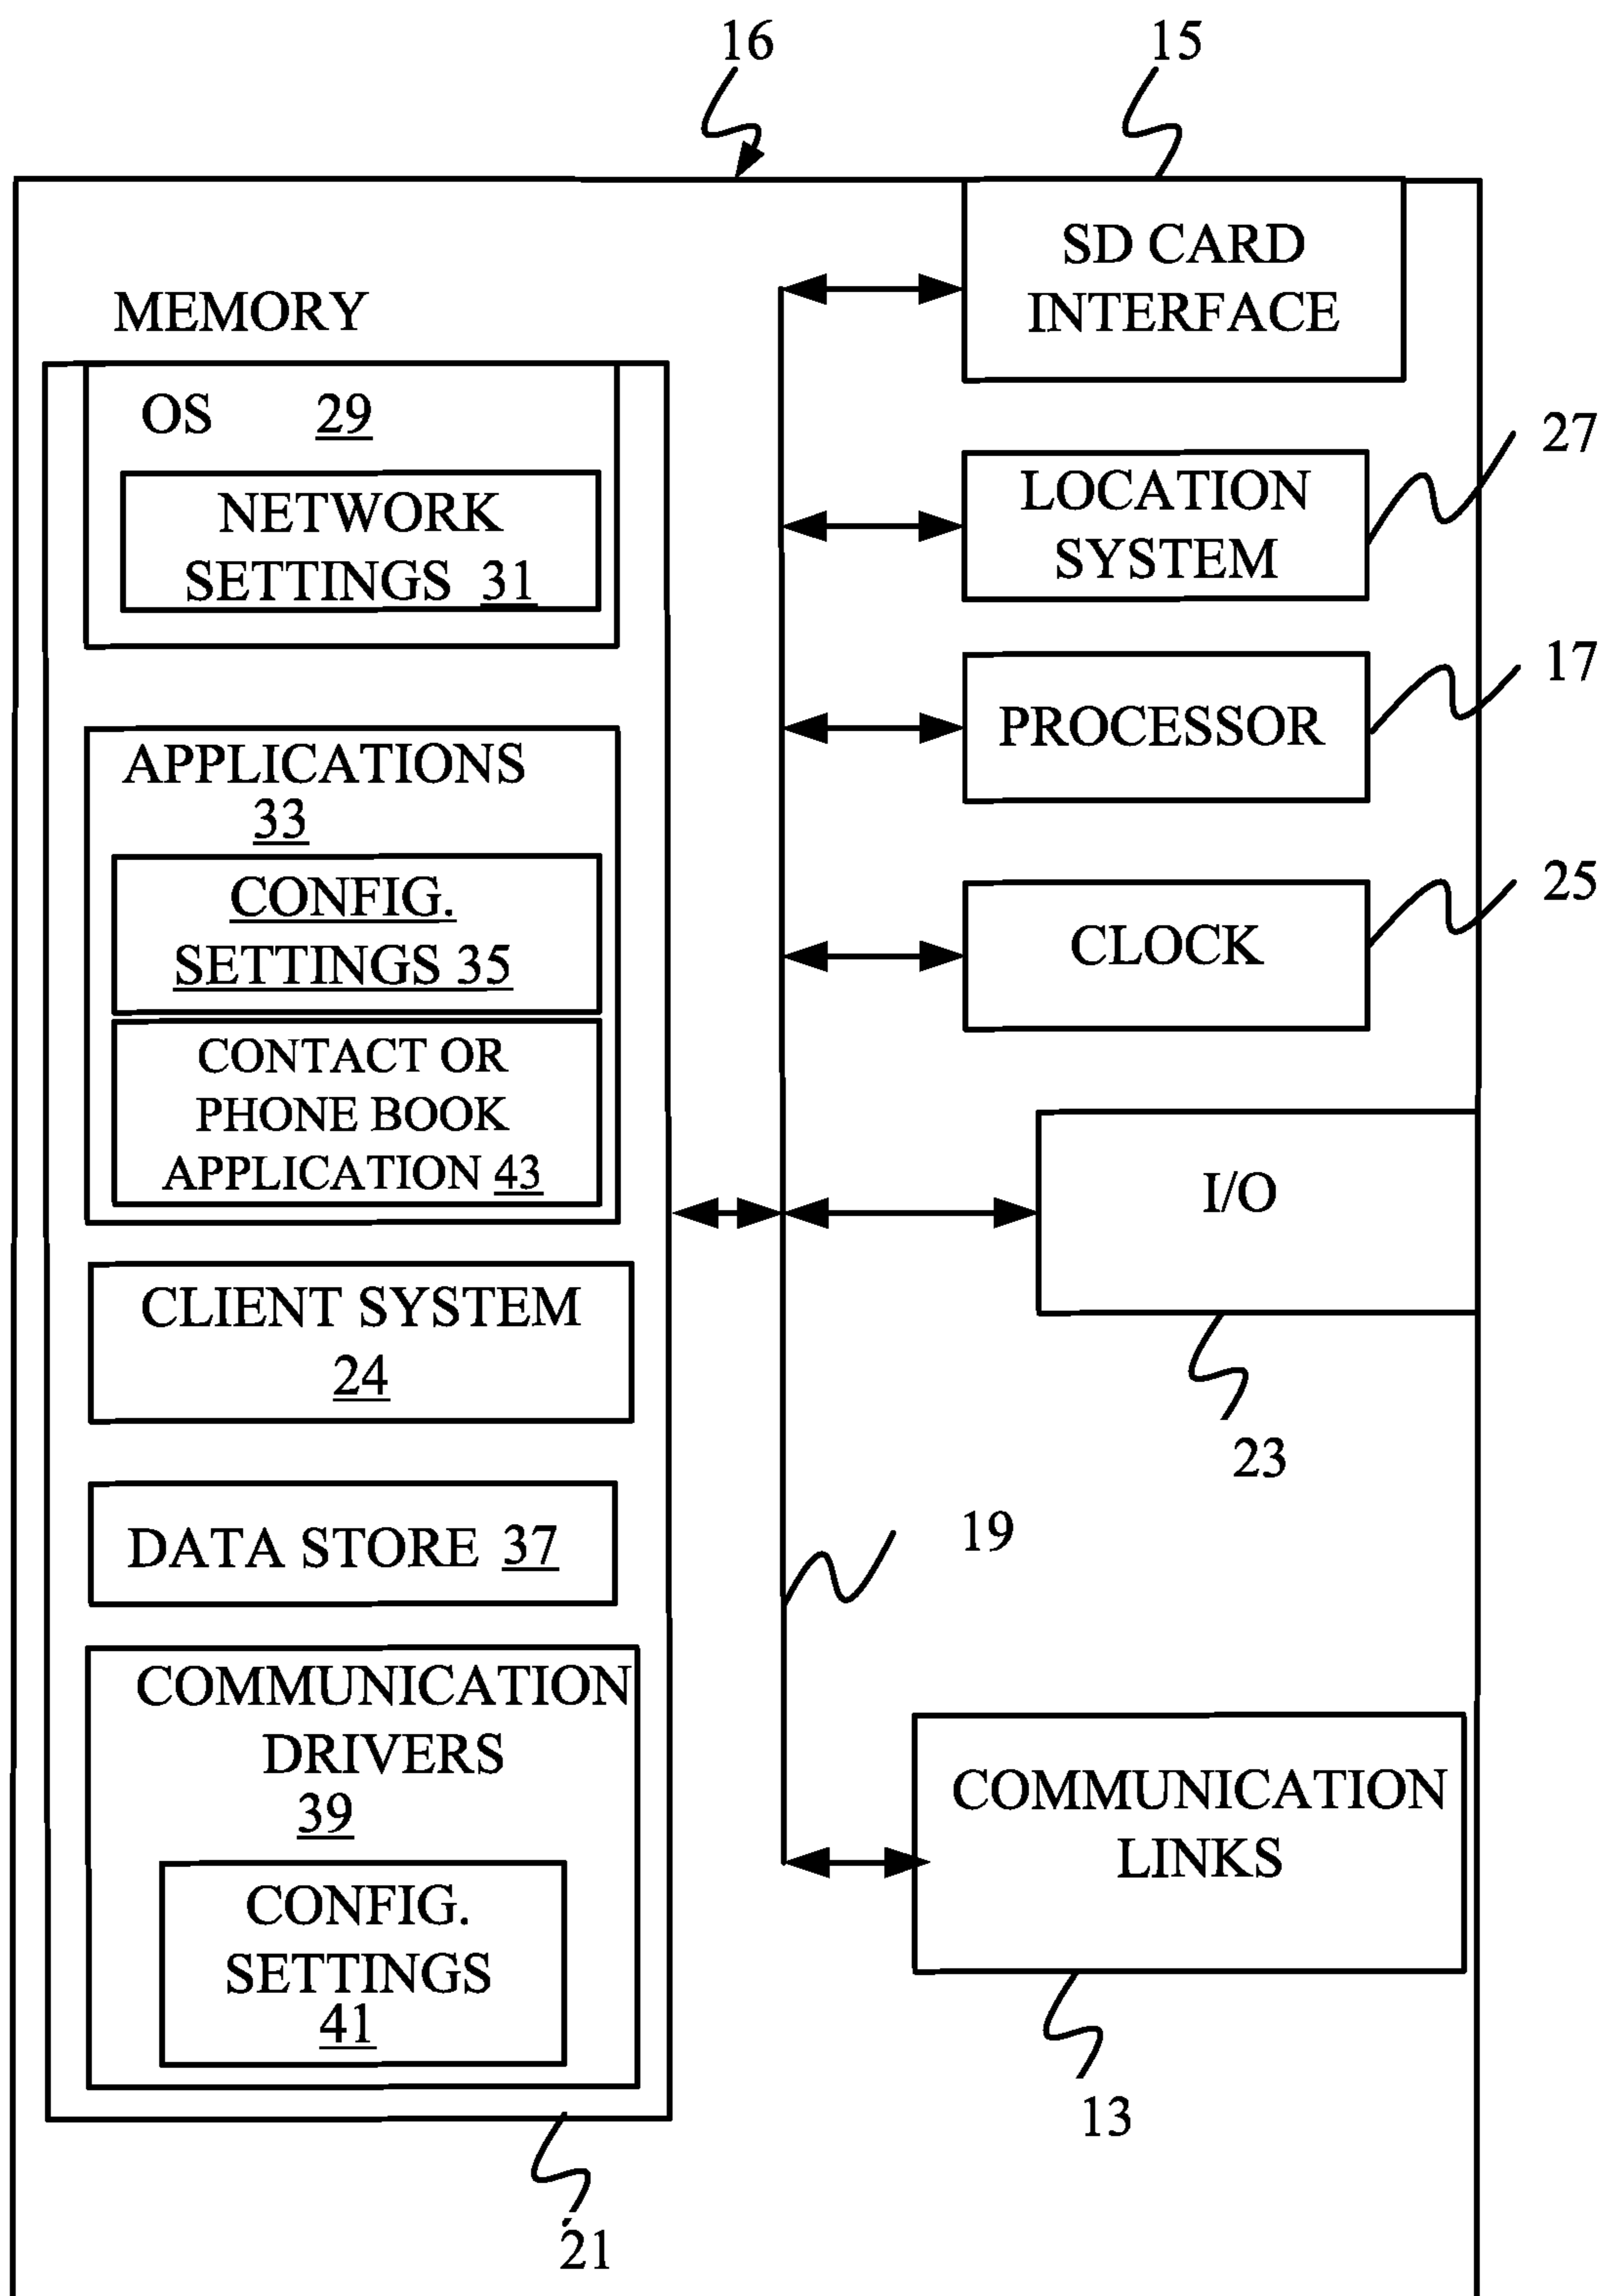 16
15
SD CARD
INTERFACE
MEMORY
OS 29
NETWORK
SETTINGS 31
27
LOCATION
SYSTEM
17
PROCESSOR
APPLICATIONS
33
CONFIG.
SETTINGS 35
25
CLOCK
CONTACT OR
PHONE BOOK
APPLICATION 43
I/O
23
CLIENT SYSTEM
24
DATA STORE 37
19
COMMUNICATION
DRIVERS
39
CONFIG.
SETTINGS
41
COMMUNICATION
LINKS
13
21